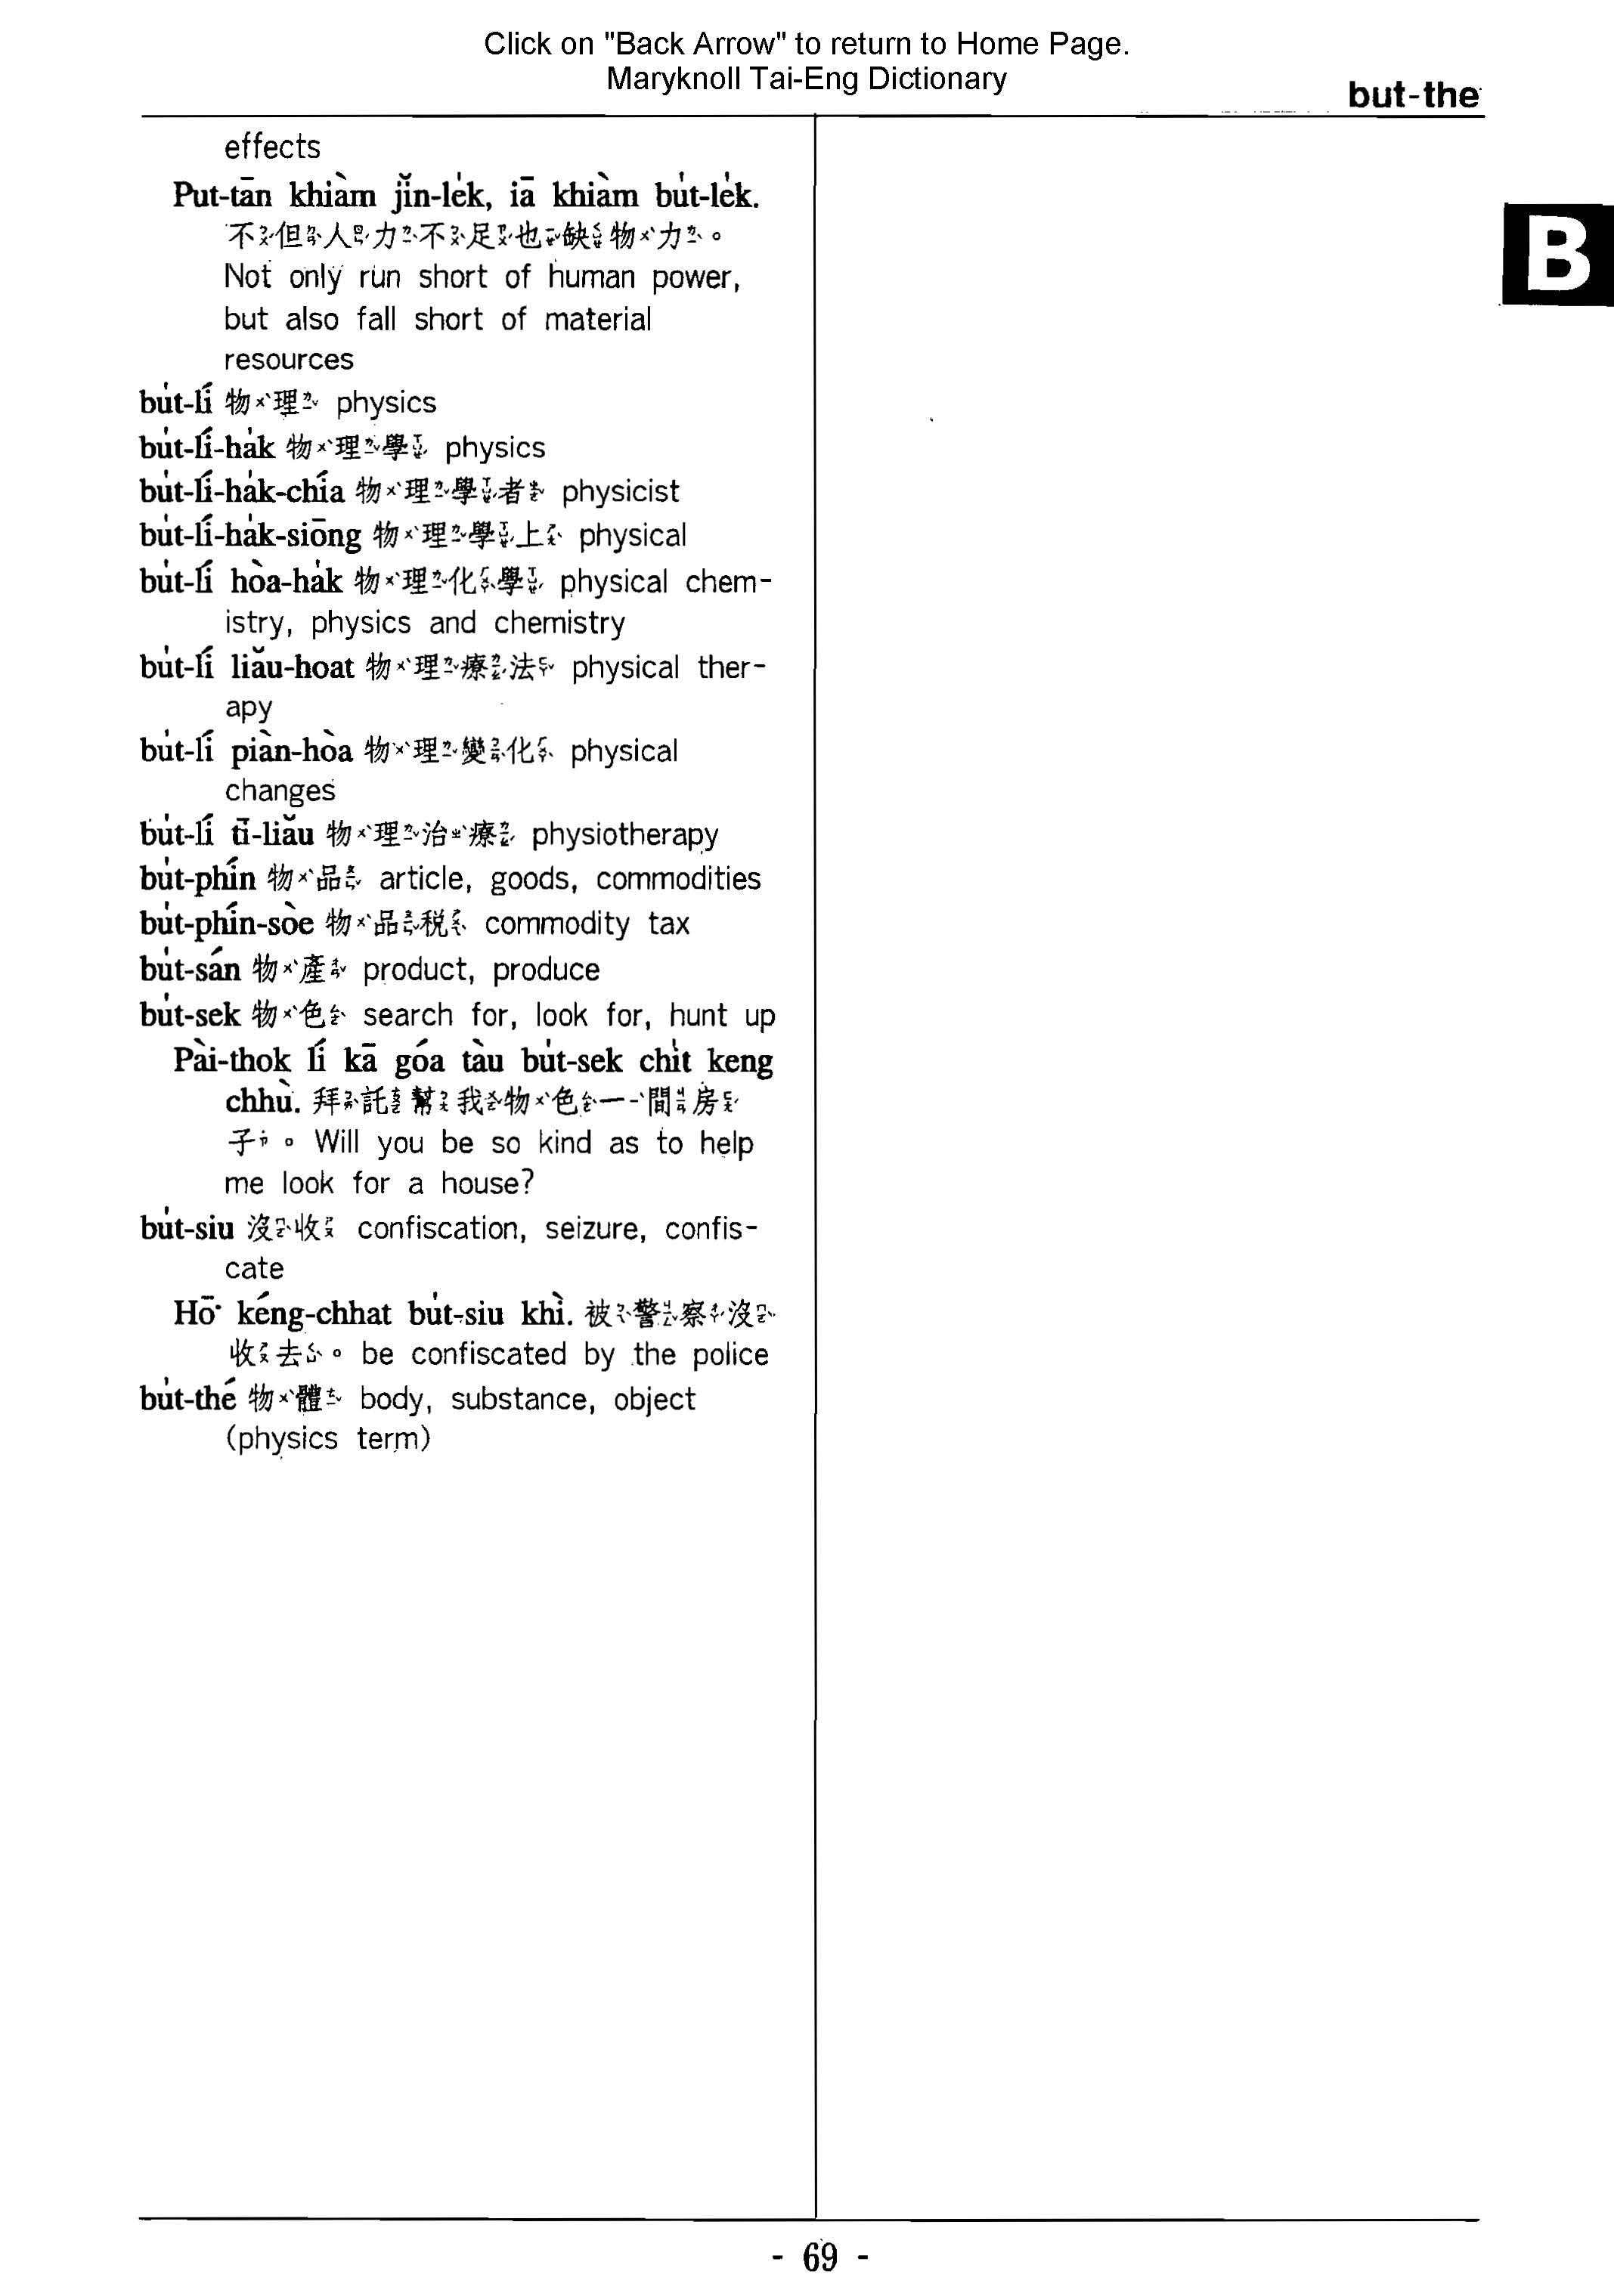 Click on "Back Arrow" to return to Home Page.
Maryknoll Tai-Eng Dictionary
but-the
B
effects
Put-tān khiàm jĭn-le̍k, iā khiàm bu̍t-le̍k.
不但人力不足也缺物力。
Not only run short of human power,
but also fall short of material
resources
bu̍t-lí 物理 physics
bu̍t-lí-ha̍k 物理學 physics
bu̍t-lí-ha̍k-chía 物理學者 physicist
bu̍t-lí-ha̍k-siōng 物理學上 physical
bu̍t-lí hòa-ha̍k 物理化學 physical chem-
istry, physics and chemistry
bu̍t-lí liău-hoat 物理療法 physical ther-
apy
bu̍t-lí piàn-hòa 物理變化 physical
changes
bu̍t-lí tī-liău 物理治療 physiotherapy
bu̍t-phín 物品 article, goods, commodities
bu̍t-phín-sòe 物品税 commodity tax
bu̍t-sán 物產 product, produce
bu̍t-sek 物色 search for, look for, hunt up
Pài-thok lí kā góa tàu bu̍t-sek chi̍t keng
chhù. 拜託幫我物色一間房
子。 Will you be so kind as to help
me look for a house?
bu̍t-siu 沒收 confiscation, seizure, confis-
cate
Hō͘ kéng-chhat bu̍t-siu khì. 被警察沒
收去。 be confiscated by the police
bu̍t-thé 物體 body, substance, object
(physics term)
- 69 -